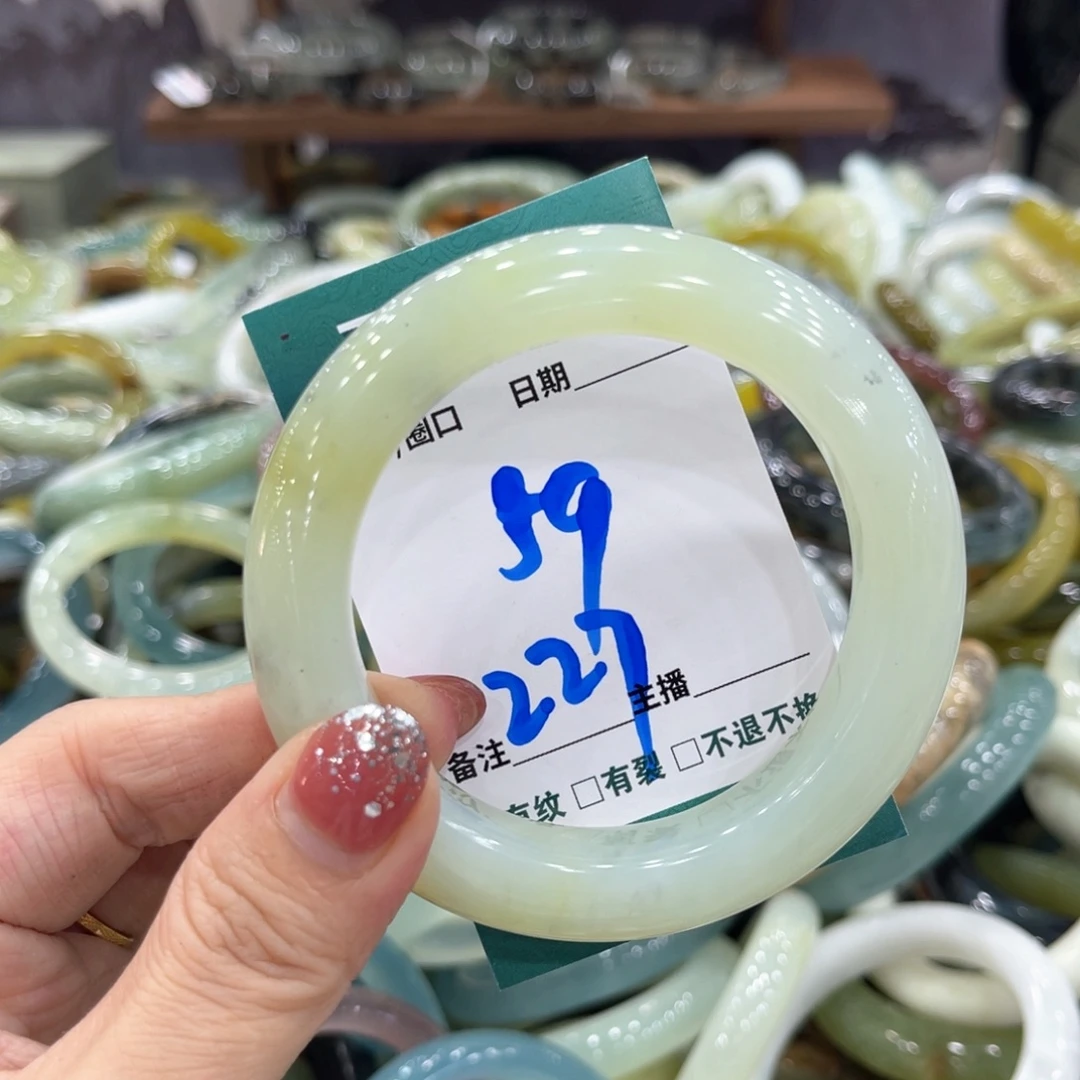 日期
圈口
59
227
主播
备注
有纹 □有裂 □不退不换